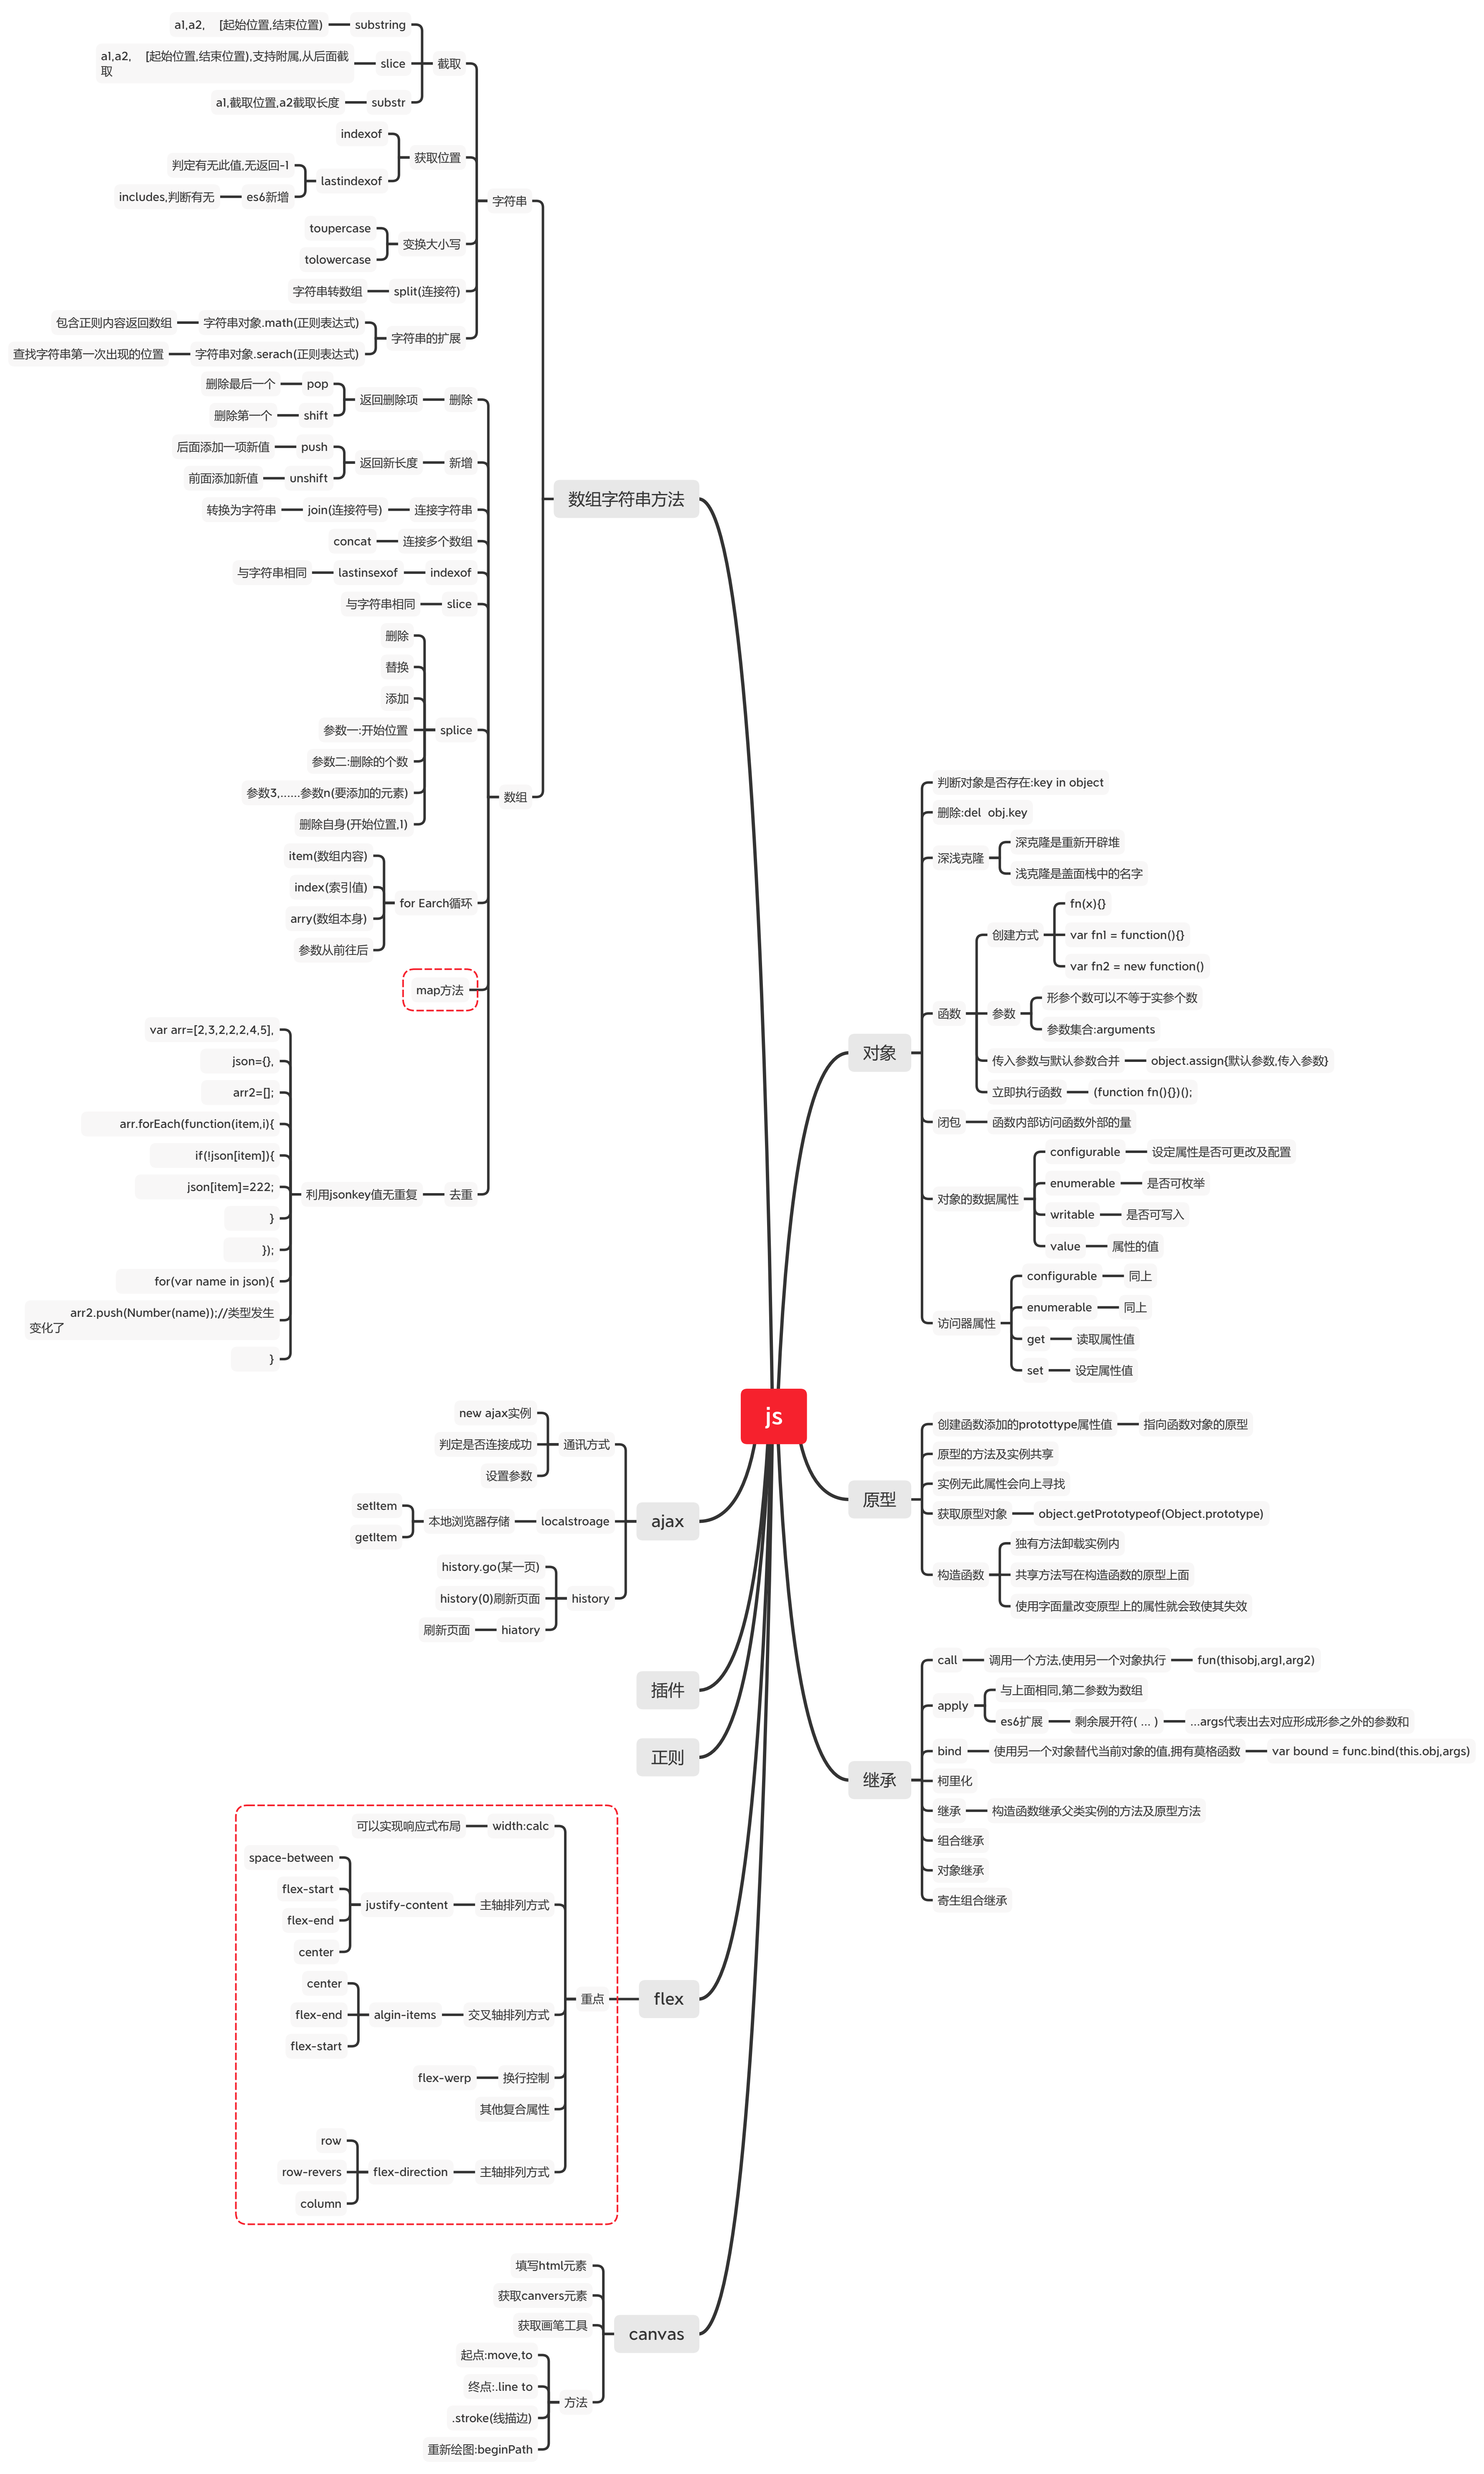 js
数组字符串方法
字符串
截取
substring
a1,a2, [起始位置,结束位置)
slice
a1,a2, [起始位置,结束位置),支持附属,从后面截
取
substr
a1,截取位置,a2截取长度
获取位置
indexof
lastindexof
判定有无此值,无返回-1
es6新增
includes,判断有无
变换大小写
toupercase
tolowercase
split(连接符)
字符串转数组
字符串的扩展
字符串对象.math(正则表达式)
包含正则内容返回数组
字符串对象.serach(正则表达式)
查找字符串第一次出现的位置
数组
删除
返回删除项
pop
删除最后一个
shift
删除第一个
新增
返回新长度
push
后面添加一项新值
unshift
前面添加新值
连接字符串
join(连接符号)
转换为字符串
连接多个数组
concat
indexof
lastinsexof
与字符串相同
slice
与字符串相同
splice
删除
替换
添加
参数一:开始位置
参数二:删除的个数
参数3,......参数n(要添加的元素)
删除自身(开始位置,1)
for Earch循环
item(数组内容)
index(索引值)
arry(数组本身)
参数从前往后
map方法
去重
利用jsonkey值无重复
var arr=[2,3,2,2,2,4,5],
json={},
arr2=[];
arr.forEach(function(item,i){
if(!json[item]){
json[item]=222;
}
});
for(var name in json){
arr2.push(Number(name));//类型发生
变化了
}
ajax
通讯方式
new ajax实例
判定是否连接成功
设置参数
localstroage
本地浏览器存储
setItem
getItem
history
history.go(某一页)
history(0)刷新页面
hiatory
刷新页面
插件
正则
flex
重点
width:calc
可以实现响应式布局
主轴排列方式
justify-content
space-between
flex-start
flex-end
center
交叉轴排列方式
algin-items
center
flex-end
flex-start
换行控制
flex-werp
其他复合属性
主轴排列方式
flex-direction
row
row-revers
column
canvas
填写html元素
获取canvers元素
获取画笔工具
方法
起点:move,to
终点:.line to
.stroke(线描边)
重新绘图:beginPath
对象
判断对象是否存在:key in object
删除:del obj.key
深浅克隆
深克隆是重新开辟堆
浅克隆是盖面栈中的名字
函数
创建方式
fn(x){}
var fn1 = function(){}
var fn2 = new function()
参数
形参个数可以不等于实参个数
参数集合:arguments
传入参数与默认参数合并
object.assign{默认参数,传入参数}
立即执行函数
(function fn(){})();
闭包
函数内部访问函数外部的量
对象的数据属性
configurable
设定属性是否可更改及配置
enumerable
是否可枚举
writable
是否可写入
value
属性的值
访问器属性
configurable
同上
enumerable
同上
get
读取属性值
set
设定属性值
原型
创建函数添加的protottype属性值
指向函数对象的原型
原型的方法及实例共享
实例无此属性会向上寻找
获取原型对象
object.getPrototypeof(Object.prototype)
构造函数
独有方法卸载实例内
共享方法写在构造函数的原型上面
使用字面量改变原型上的属性就会致使其失效
继承
call
调用一个方法,使用另一个对象执行
fun(thisobj,arg1,arg2)
apply
与上面相同,第二参数为数组
es6扩展
剩余展开符( ... )
...args代表出去对应形成形参之外的参数和
bind
使用另一个对象替代当前对象的值,拥有莫格函数
var bound = func.bind(this.obj,args)
柯里化
继承
构造函数继承父类实例的方法及原型方法
组合继承
对象继承
寄生组合继承